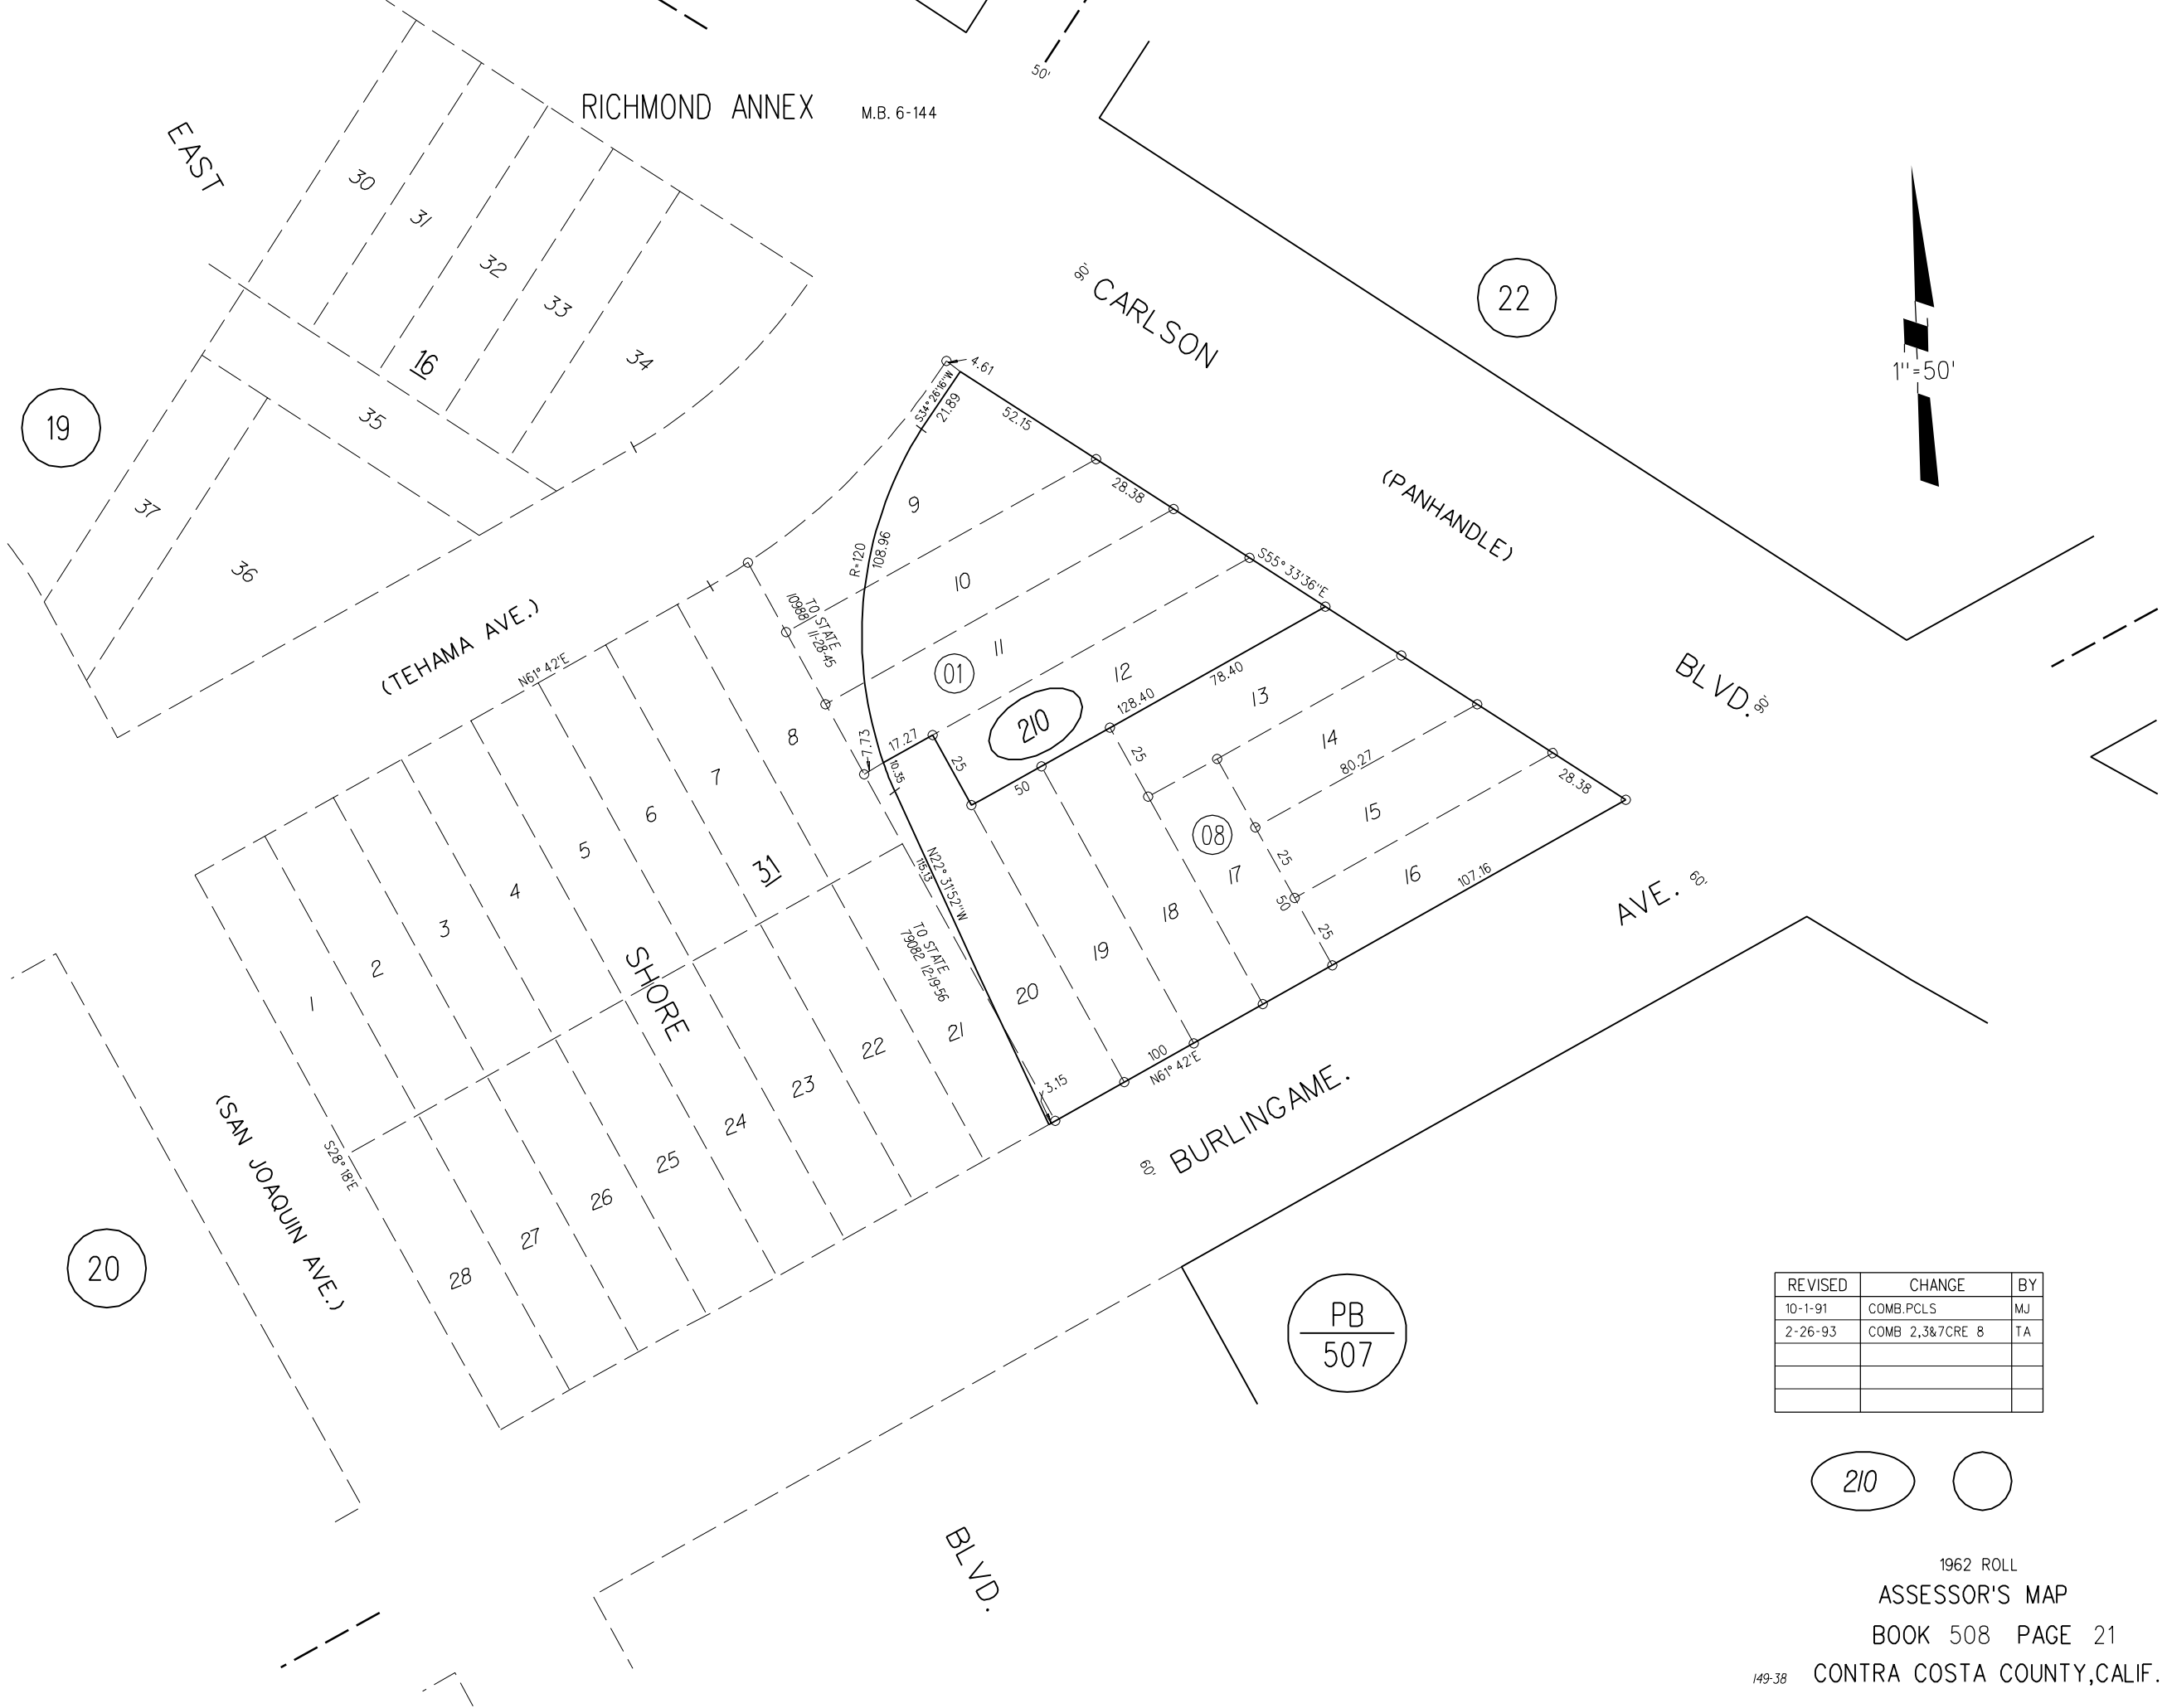 RICHMOND ANNEX M.B. 6-144
50'
EAST
30
31
32
33
34
16
35
37
36
19
22
1"=50'
90' CARLSON
(PANHANDLE)
BLVD. 90'
4.61
S34° 26'16"W
21.89
52.15
28.38
S55° 33'36"E
9
R=120
108.96
10
11
12
01
210
TO STATE
10988 11-28-45
(TEHAMA AVE.)
N61° 42'E
7.73
17.27
10.35
25
50
128.40
78.40
25
13
14
80.27
15
28.38
16
107.16
08
17
25
50
25
18
19
20
N22° 31'52"W
115.13
TO STATE
79082 12-19-56
3.15
100
N61° 42'E
1
2
3
4
5
6
7
8
31
SHORE
21
22
23
24
25
26
27
28
S28° 18'E
(SAN JOAQUIN AVE.)
20
60' BURLINGAME.
AVE. 60'
BLVD.
PB
507
REVISED CHANGE BY
10-1-91 COMB.PCLS MJ
2-26-93 COMB 2,3&7CRE 8 TA
210
1962 ROLL
ASSESSOR'S MAP
BOOK 508 PAGE 21
149-38 CONTRA COSTA COUNTY,CALIF.